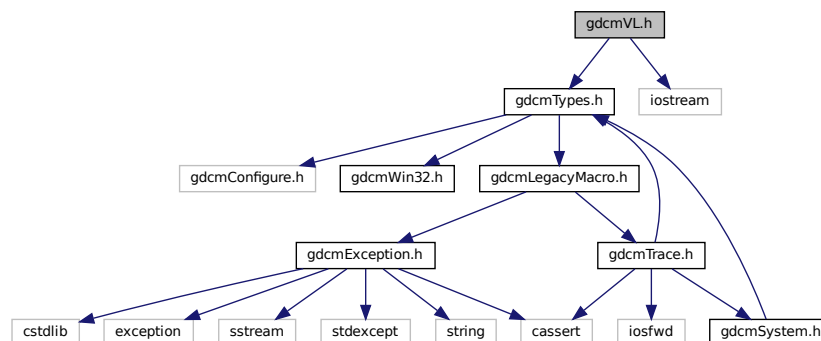 gdcmVL.h
gdcmTypes.h
iostream
gdcmConfigure.h
gdcmWin32.h
gdcmLegacyMacro.h
gdcmException.h
gdcmTrace.h
cstdlib
exception
sstream
stdexcept
string
cassert
iosfwd
gdcmSystem.h